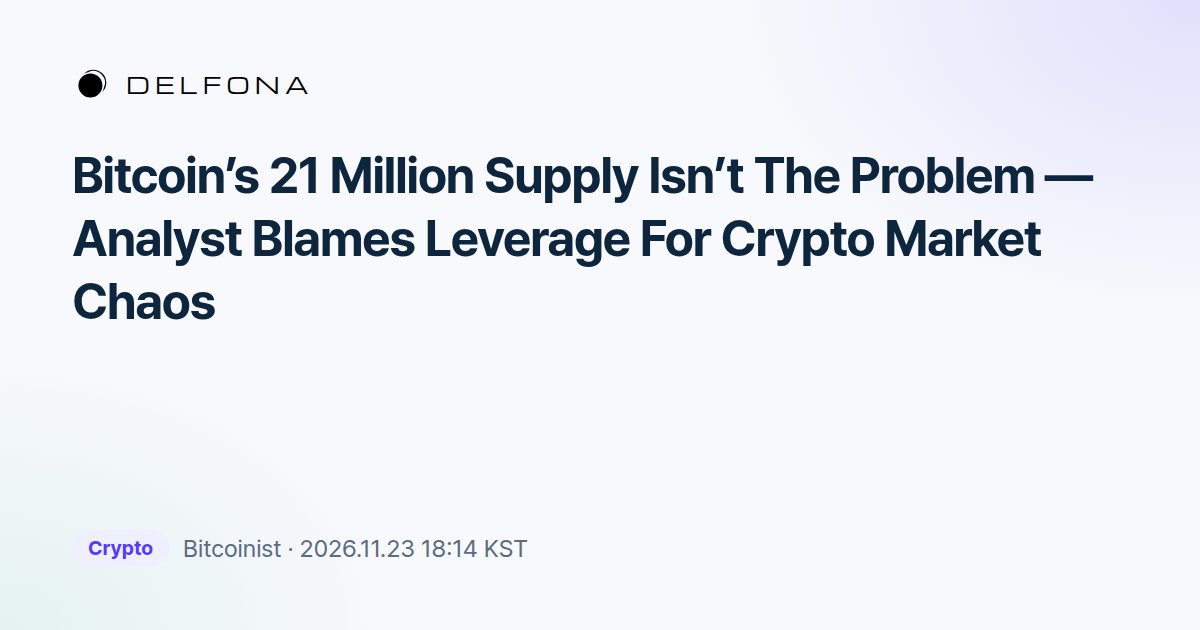 DELFONA
Bitcoin’s 21 Million Supply Isn’t The Problem —
Analyst Blames Leverage For Crypto Market
Chaos
Crypto Bitcoinist · 2026.11.23 18:14 KST